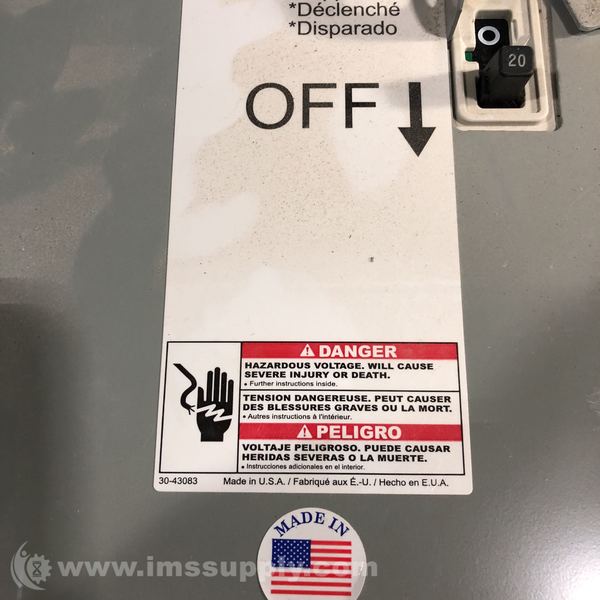 *Déclenché
*Disparado
20
OFF
DANGER
HAZARDOUS VOLTAGE. WILL CAUSE
SEVERE INJURY OR DEATH.
• Further instructions inside.
TENSION DANGEREUSE. PEUT CAUSER
DES BLESSURES GRAVES OU LA MORT.
• Autres instructions à l'intérieur.
PELIGRO
VOLTAJE PELIGROSO. PUEDE CAUSAR
HERIDAS SEVERAS O LA MUERTE.
• Instrucciones adicionales en el interior.
30-43083 Made in U.S.A. / Fabriqué aux É.-U. / Hecho en E.U.A.
MADE IN
www.imssupply.com